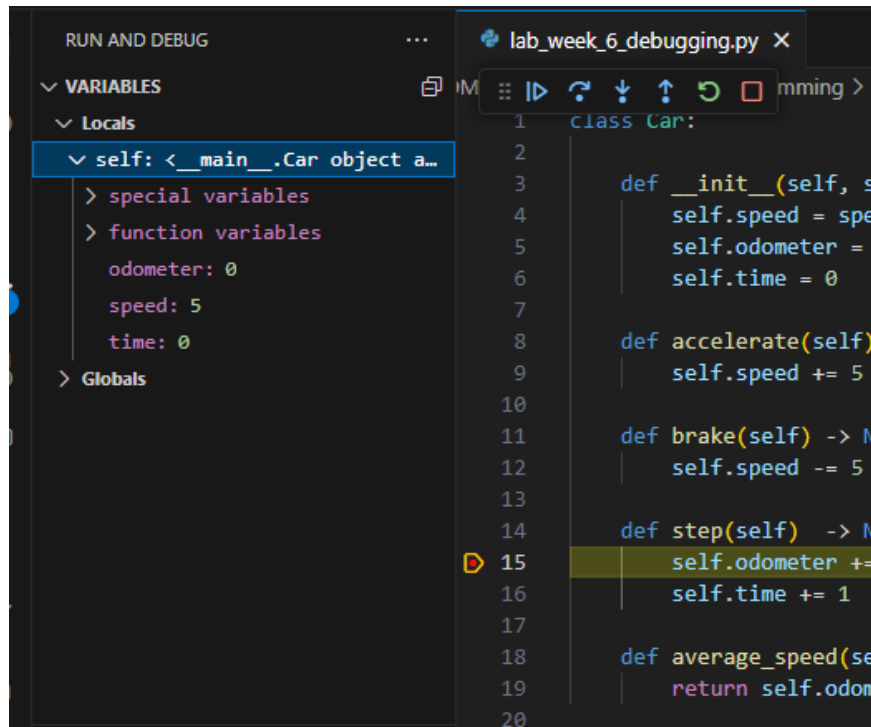 RUN AND DEBUG
VARIABLES
Locals
self: <__main__.Car object a…
special variables
function variables
odometer: 0
speed: 5
time: 0
Globals
lab_week_6_debugging.py
mming >
1 class Car:
2
3 def __init__(self, s
4 self.speed = spe
5 self.odometer =
6 self.time = 0
7
8 def accelerate(self)
9 self.speed += 5
10
11 def brake(self) -> N
12 self.speed -= 5
13
14 def step(self)  -> N
15 self.odometer +=
16 self.time += 1
17
18 def average_speed(se
19 return self.odom
20